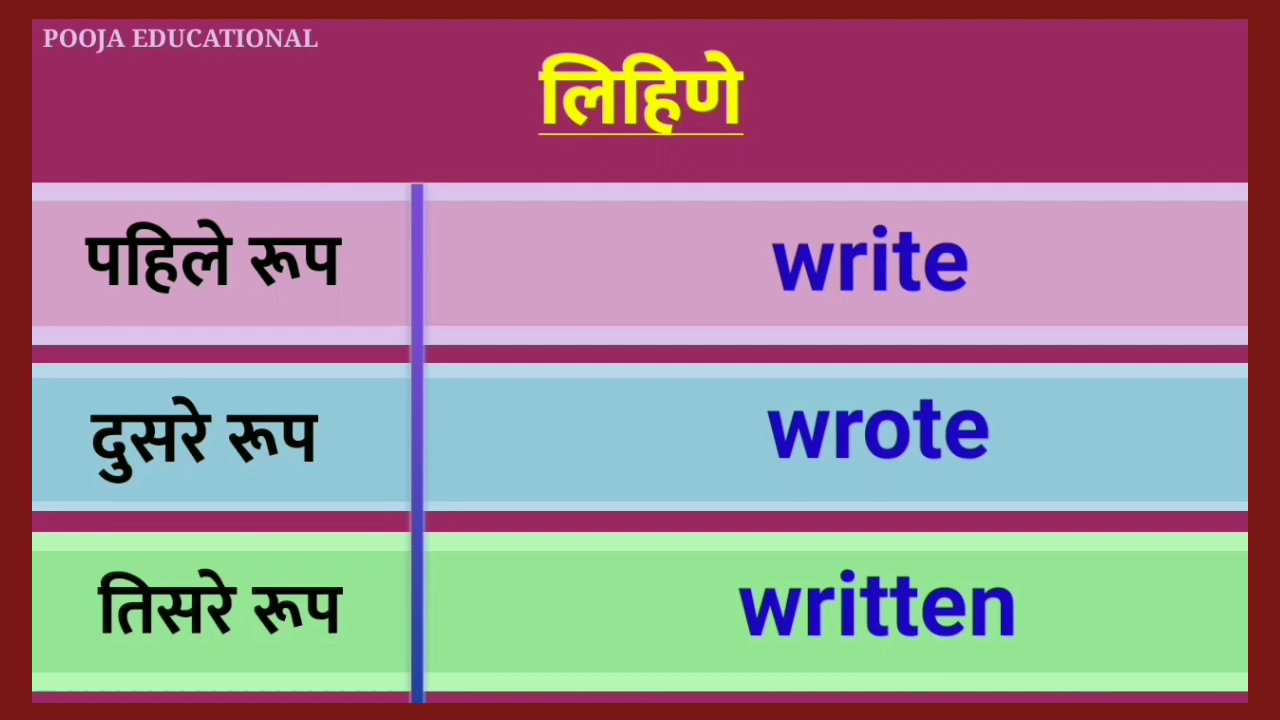 POOJA EDUCATIONAL
लिहिणे
पहिले रूप write
दुसरे रूप wrote
तिसरे रूप written